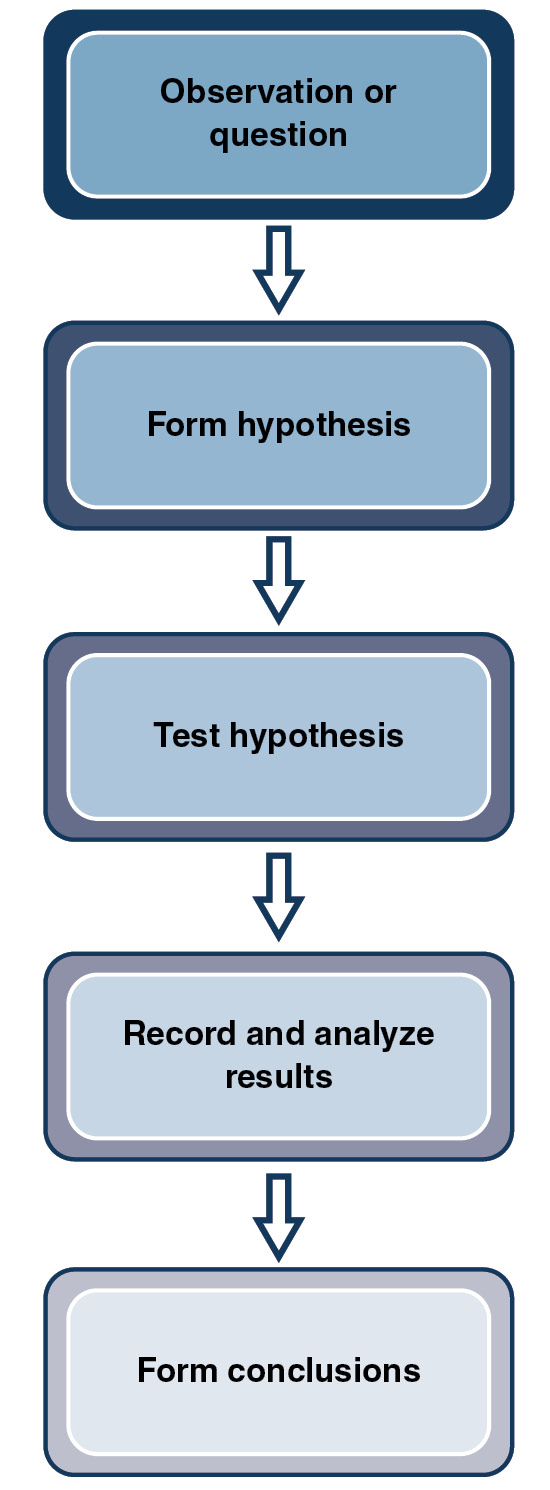 Observation or
question
Form hypothesis
Test hypothesis
Record and analyze
results
Form conclusions